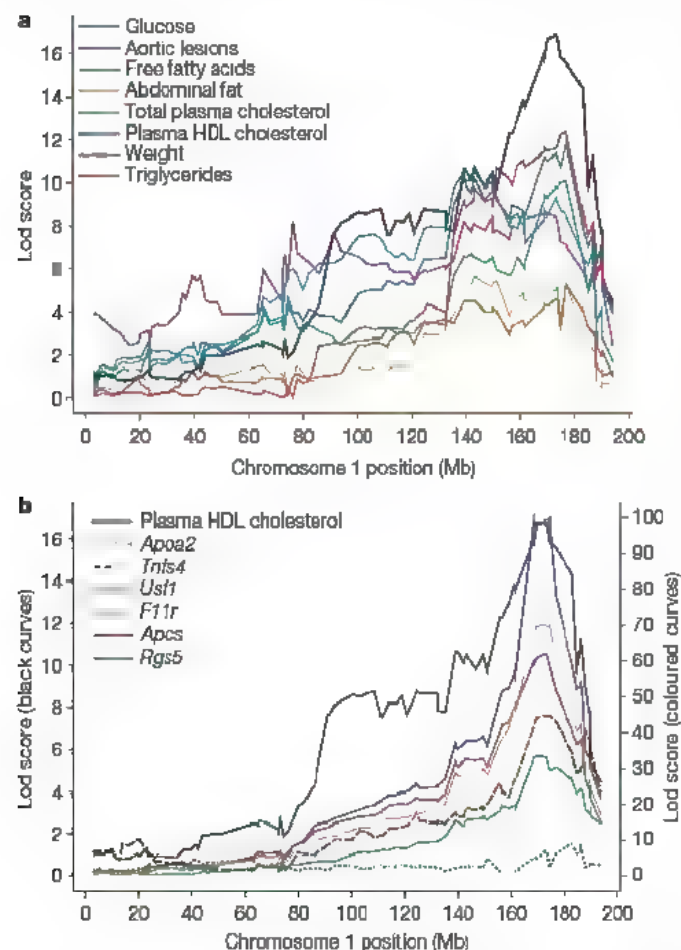 a
Glucose
Aortic lesions
Free fatty acids
Abdominal fat
Total plasma cholesterol
Plasma HDL cholesterol
Weight
Triglycerides
Lod score
16
14
12
10
8
4
2
0
0 20 40 60 80 100 120 140 160 180 200
Chromosome 1 position (Mb)
b
Plasma HDL cholesterol
Apoa2
Tnfs4
Usf1
F11r
Apcs
Rgs5
Lod score (black curves)
16
14
12
10
8
6
4
2
0
Lod score (coloured curves)
100
90
80
70
60
50
40
30
20
10
0
0 20 40 60 80 100 120 140 160 180 200
Chromosome 1 position (Mb)